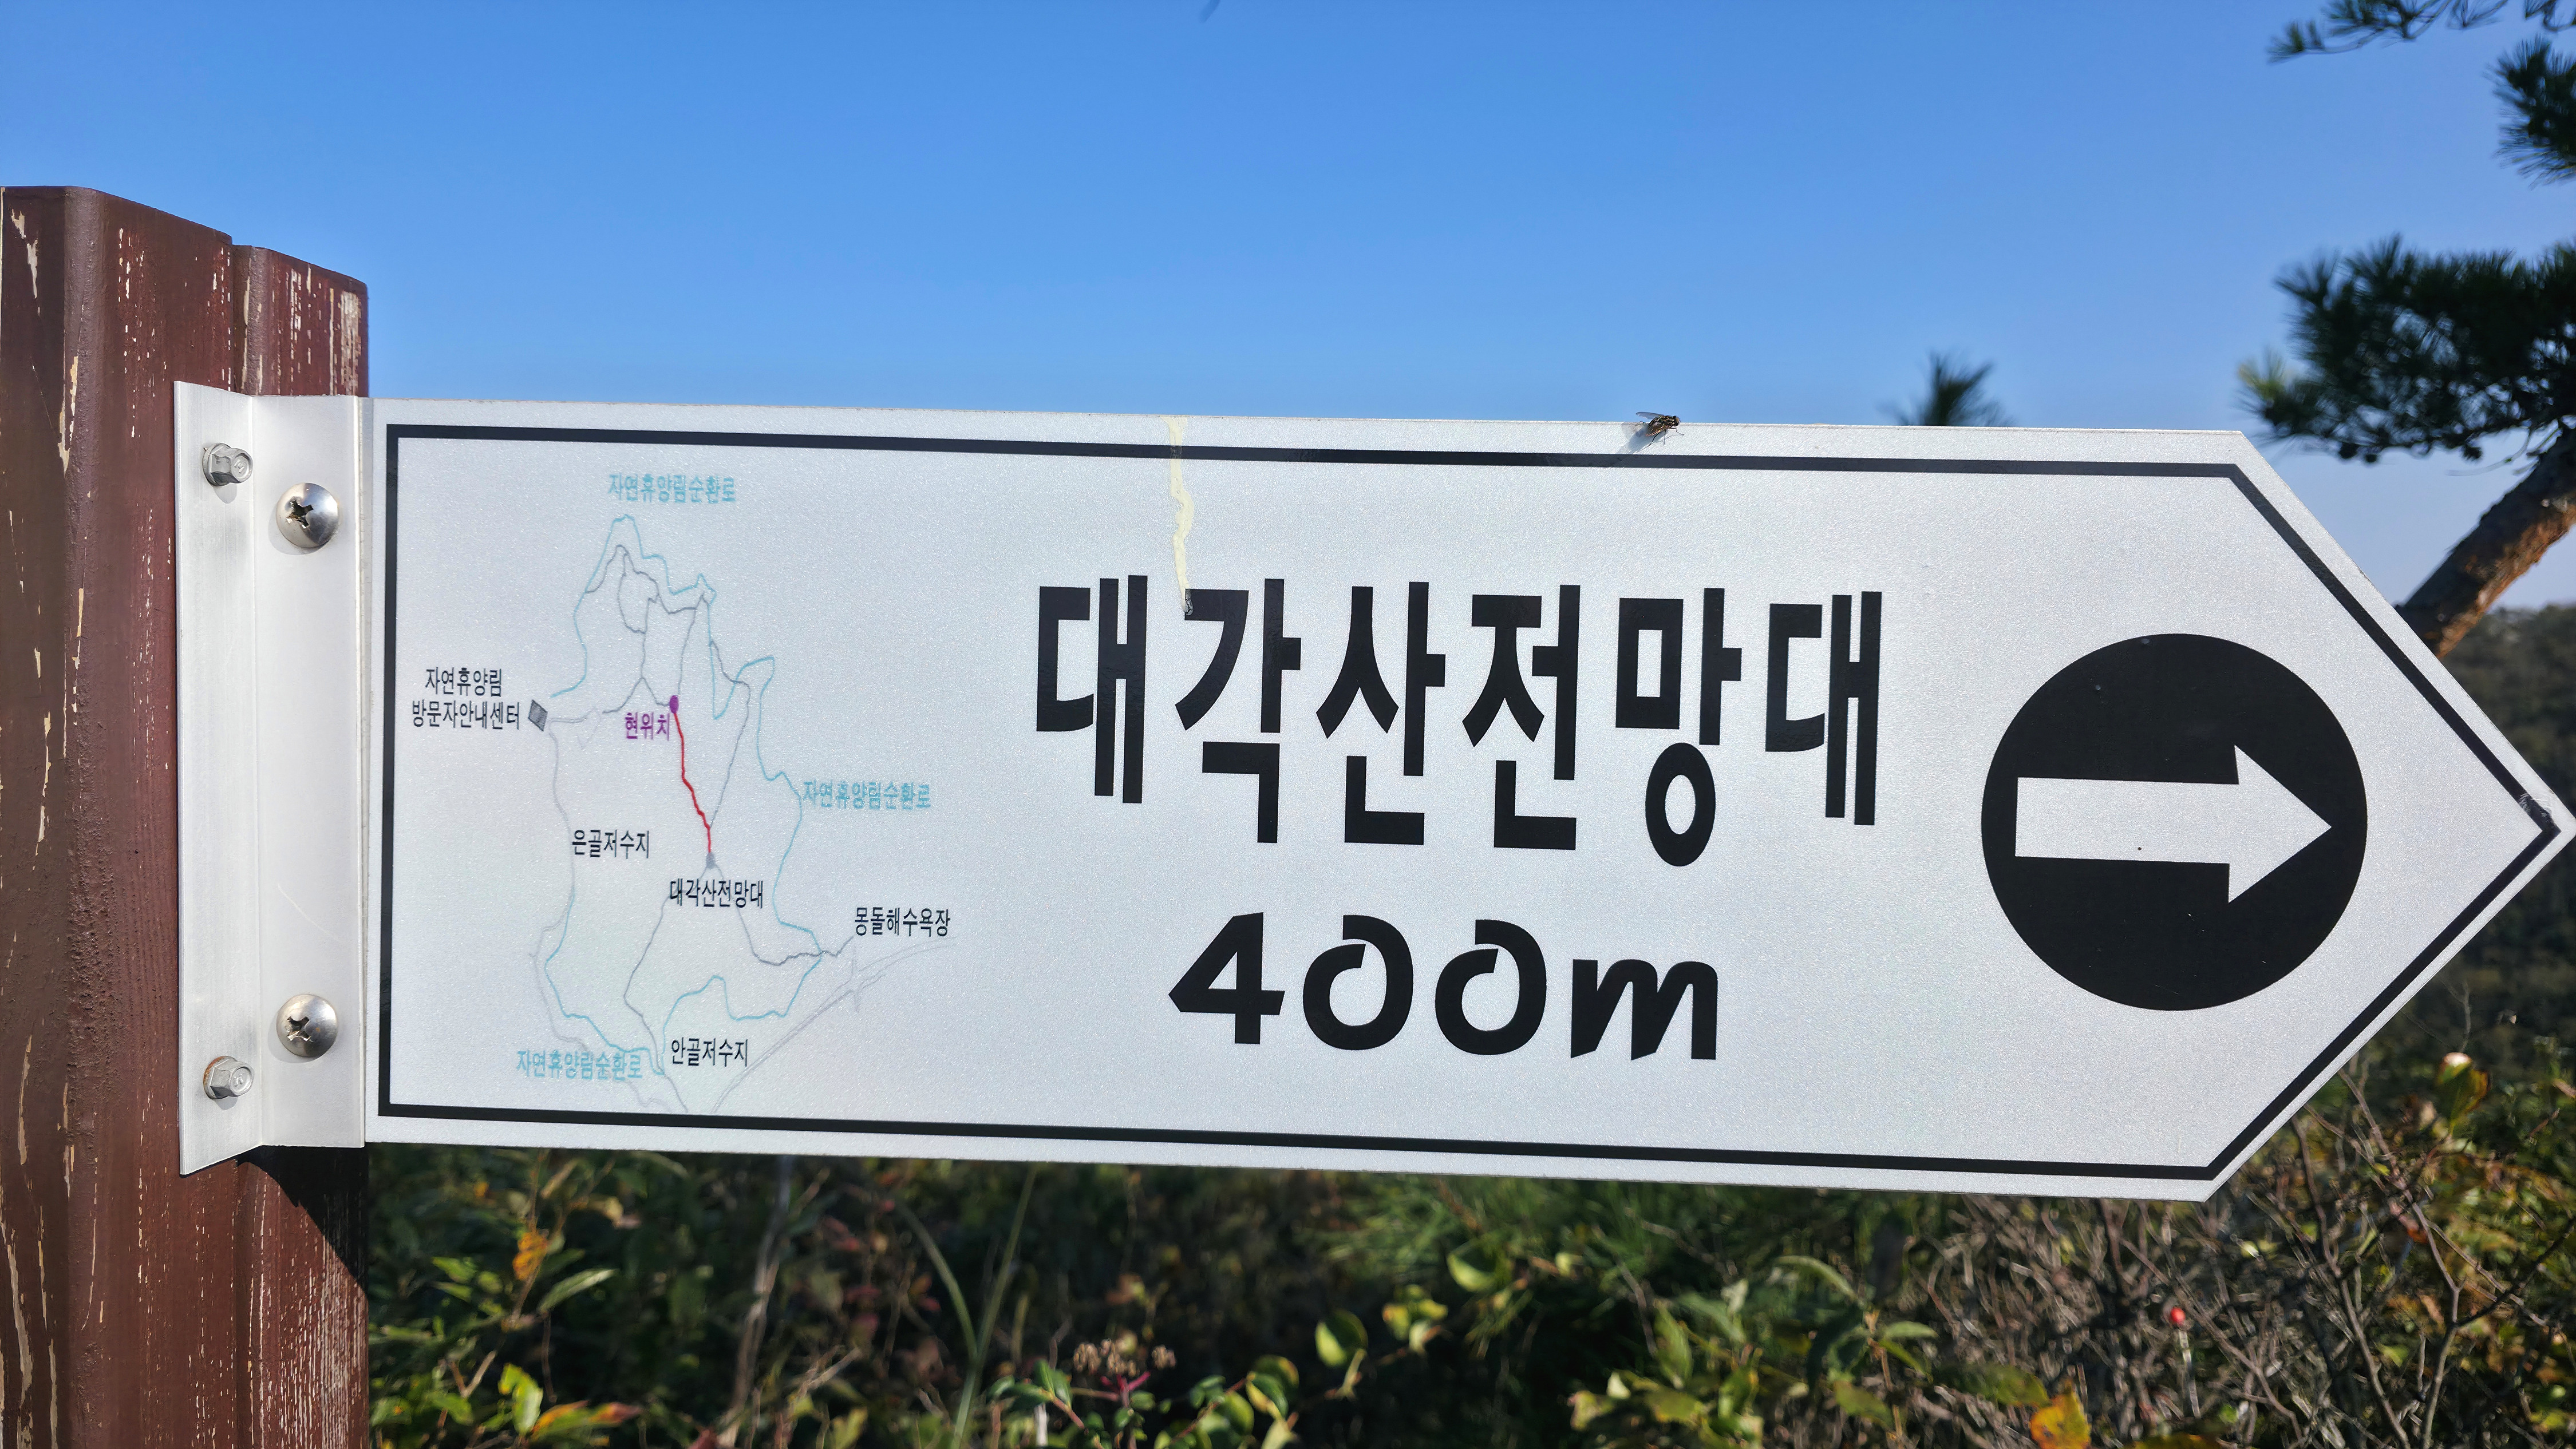 자연휴양림순환로
자연휴양림
방문자안내센터
현위치
자연휴양림순환로
은골저수지
대각산전망대
몽돌해수욕장
안골저수지
자연휴양림순환로
대각산전망대
400m